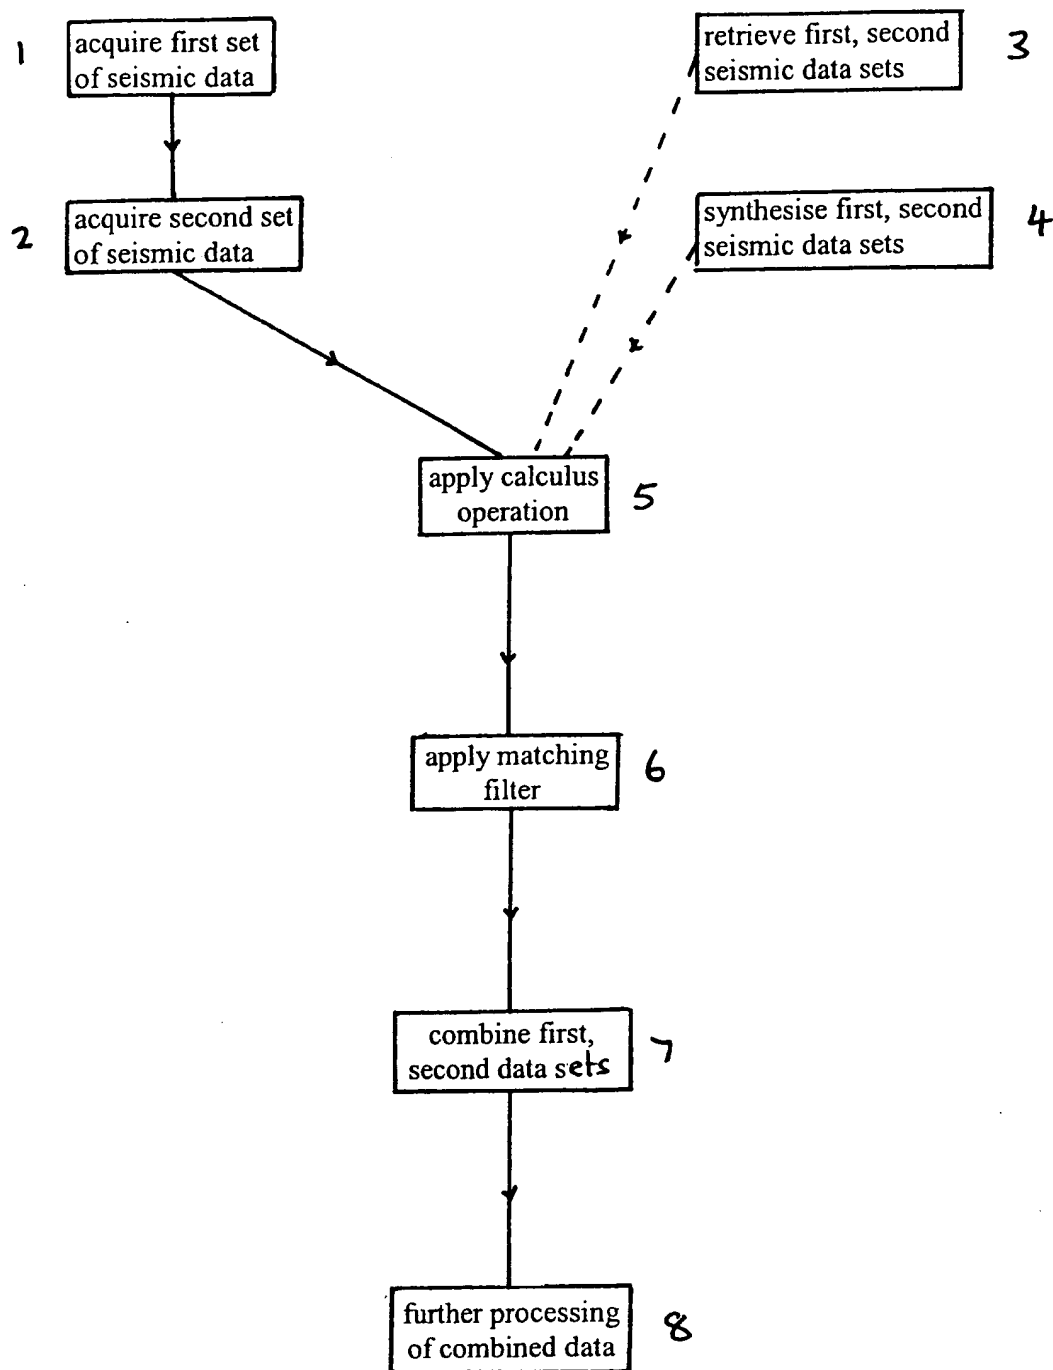 1
acquire first set
of seismic data
2
acquire second set
of seismic data
retrieve first, second
seismic data sets
3
synthesise first, second
seismic data sets
4
apply calculus
operation
5
apply matching
filter
6
combine first,
second data sets
7
further processing
of combined data
8